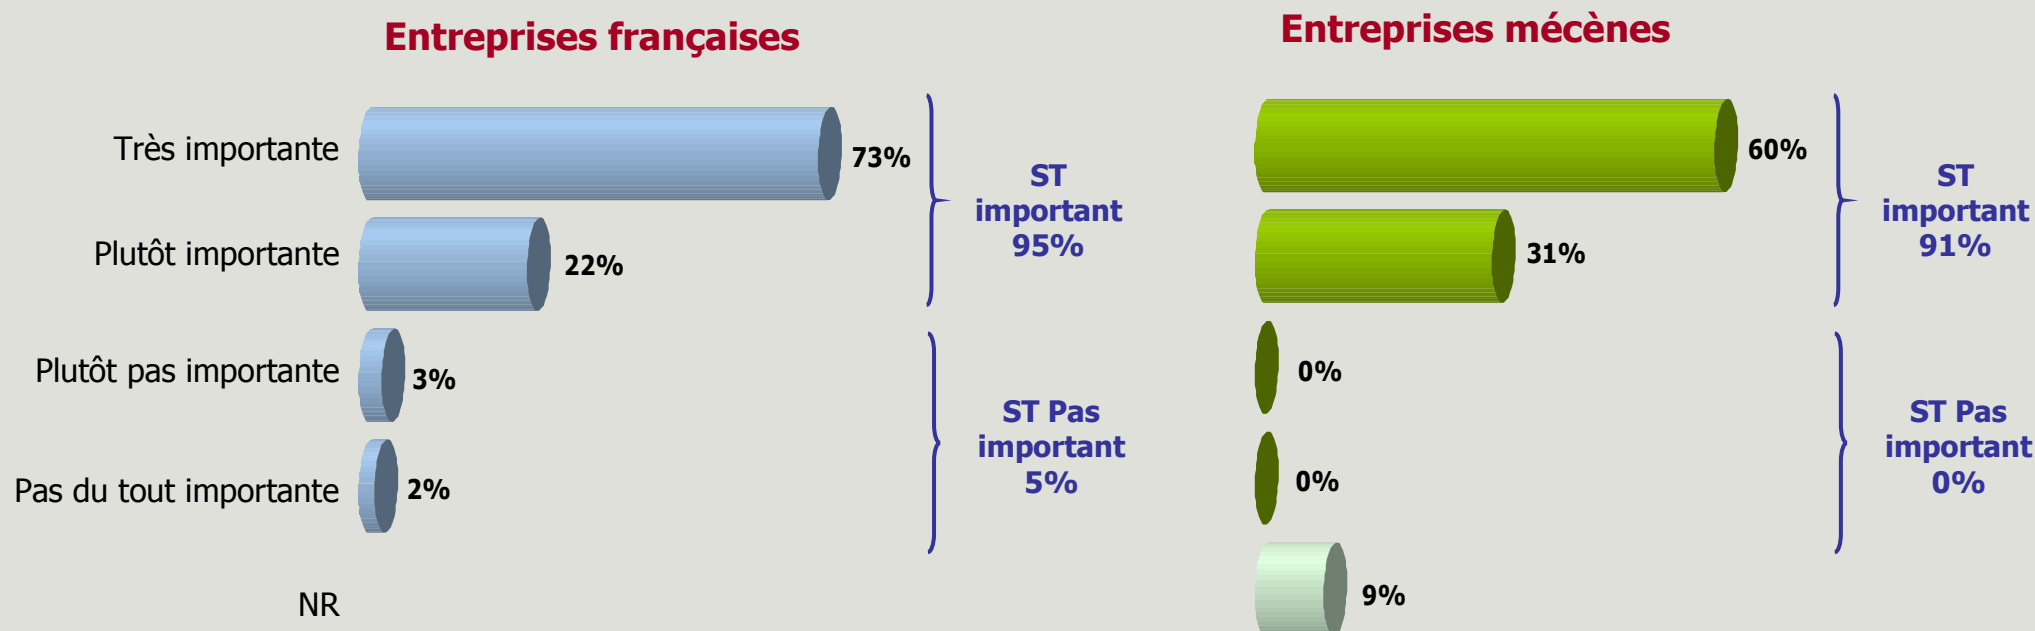 Entreprises françaises
Entreprises mécènes
Très importante
73%
60%
ST
important
95%
ST
important
91%
Plutôt importante
22%
31%
Plutôt pas importante
3%
0%
ST Pas
important
5%
ST Pas
important
0%
Pas du tout importante
2%
0%
NR
9%